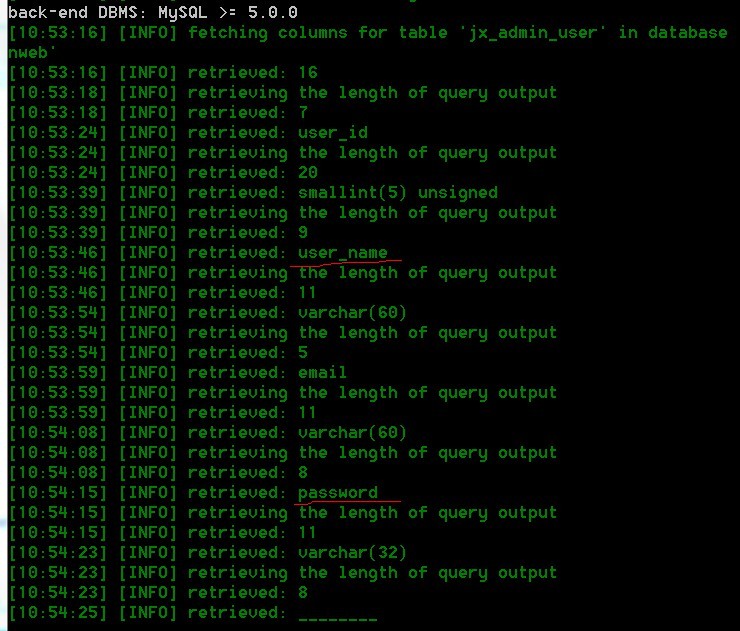 back-end DBMS: MySQL >= 5.0.0
[10:53:16] [INFO] fetching columns for table 'jx_admin_user' in database
nweb'
[10:53:16] [INFO] retrieved: 16
[10:53:18] [INFO] retrieving the length of query output
[10:53:18] [INFO] retrieved: 7
[10:53:24] [INFO] retrieved: user_id
[10:53:24] [INFO] retrieving the length of query output
[10:53:24] [INFO] retrieved: 20
[10:53:39] [INFO] retrieved: smallint(5) unsigned
[10:53:39] [INFO] retrieving the length of query output
[10:53:39] [INFO] retrieved: 9
[10:53:46] [INFO] retrieved: user_name
[10:53:46] [INFO] retrieving the length of query output
[10:53:46] [INFO] retrieved: 11
[10:53:54] [INFO] retrieved: varchar(60)
[10:53:54] [INFO] retrieving the length of query output
[10:53:54] [INFO] retrieved: 5
[10:53:59] [INFO] retrieved: email
[10:53:59] [INFO] retrieving the length of query output
[10:53:59] [INFO] retrieved: 11
[10:54:08] [INFO] retrieved: varchar(60)
[10:54:08] [INFO] retrieving the length of query output
[10:54:08] [INFO] retrieved: 8
[10:54:15] [INFO] retrieved: password
[10:54:15] [INFO] retrieving the length of query output
[10:54:15] [INFO] retrieved: 11
[10:54:23] [INFO] retrieved: varchar(32)
[10:54:23] [INFO] retrieving the length of query output
[10:54:23] [INFO] retrieved: 8
[10:54:25] [INFO] retrieved: ________